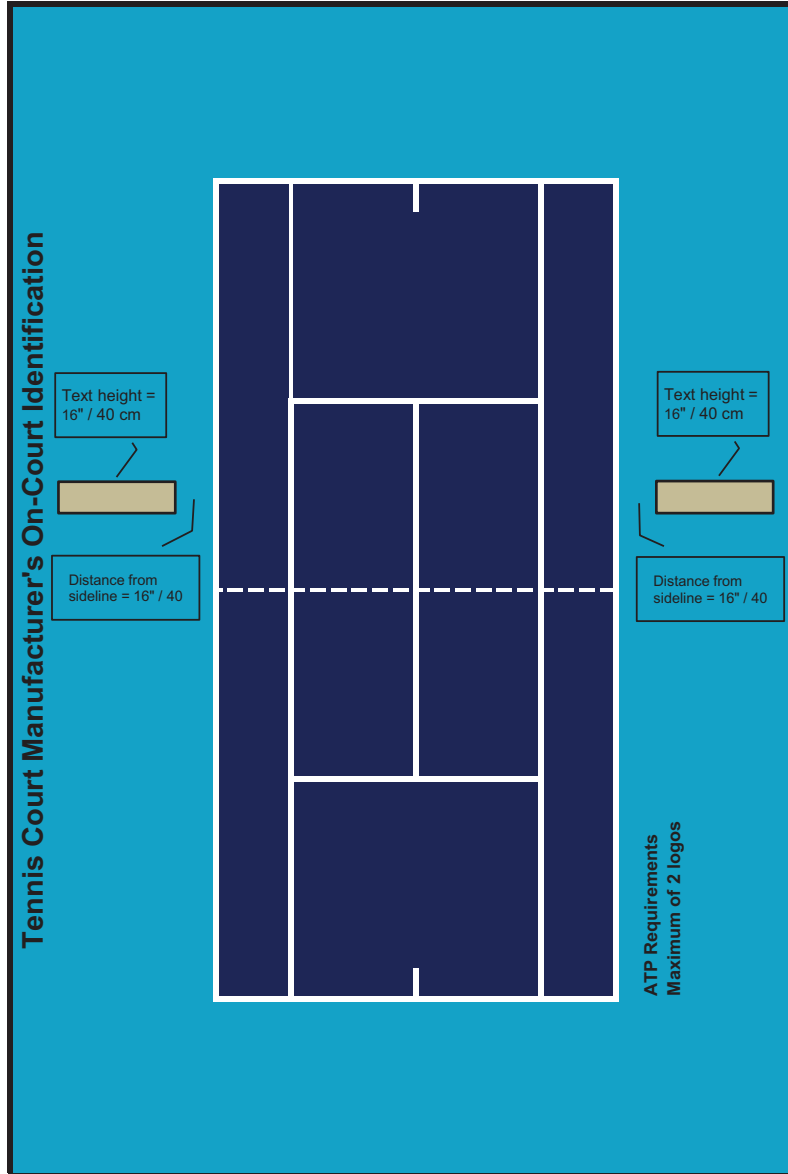 Tennis Court Manufacturer's On-Court Identification
Text height =
16" / 40 cm
Text height =
16" / 40 cm
Distance from
sideline = 16" / 40
Distance from
sideline = 16" / 40
ATP Requirements
Maximum of 2 logos